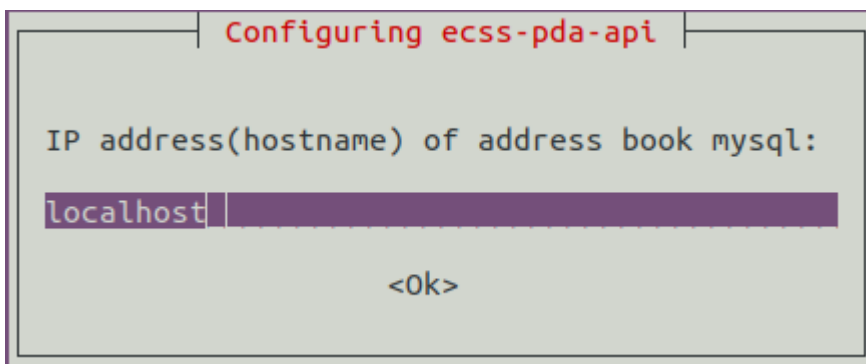 Configuring ecss-pda-api
IP address(hostname) of address book mysql:
localhost
<Ok>